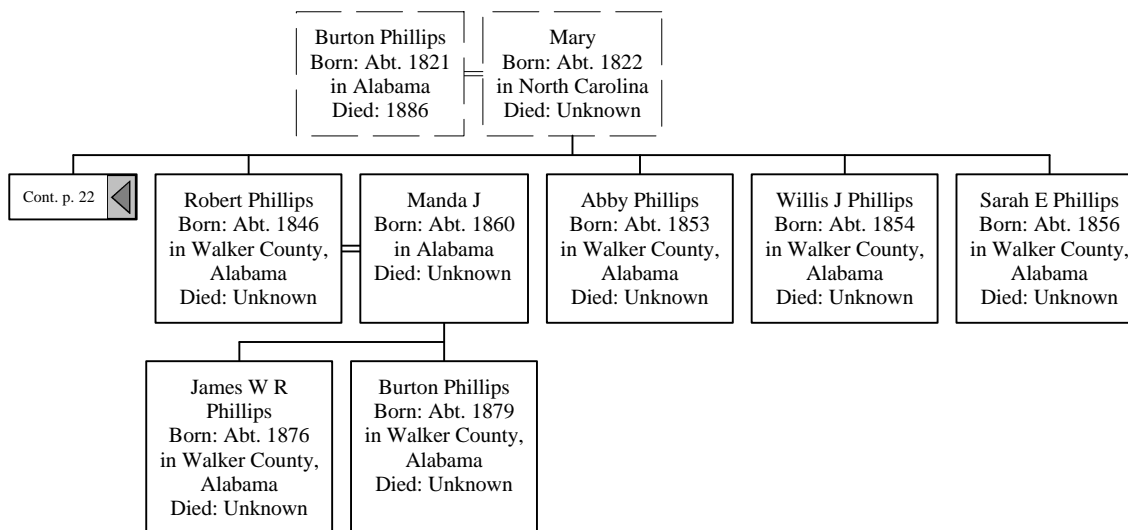 Burton Phillips
Born: Abt. 1821
in Alabama
Died: 1886
Mary
Born: Abt. 1822
in North Carolina
Died: Unknown
Cont. p. 22
Robert Phillips
Born: Abt. 1846
in Walker County,
Alabama
Died: Unknown
Manda J
Born: Abt. 1860
in Alabama
Died: Unknown
Abby Phillips
Born: Abt. 1853
in Walker County,
Alabama
Died: Unknown
Willis J Phillips
Born: Abt. 1854
in Walker County,
Alabama
Died: Unknown
Sarah E Phillips
Born: Abt. 1856
in Walker County,
Alabama
Died: Unknown
James W R
Phillips
Born: Abt. 1876
in Walker County,
Alabama
Died: Unknown
Burton Phillips
Born: Abt. 1879
in Walker County,
Alabama
Died: Unknown